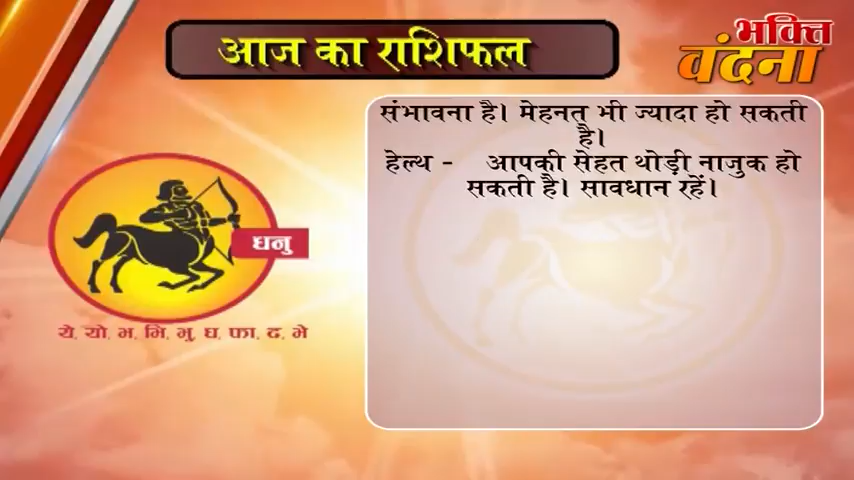 आज का राशिफल
भक्ति
वंदना
संभावना है। मेहनत भी ज्यादा हो सकती
है।
हेल्थ - आपकी सेहत थोड़ी नाजुक हो
सकती है। सावधान रहें।
धनु
ये, यो, भ, भि, भु, ध, फा, ढ, भे